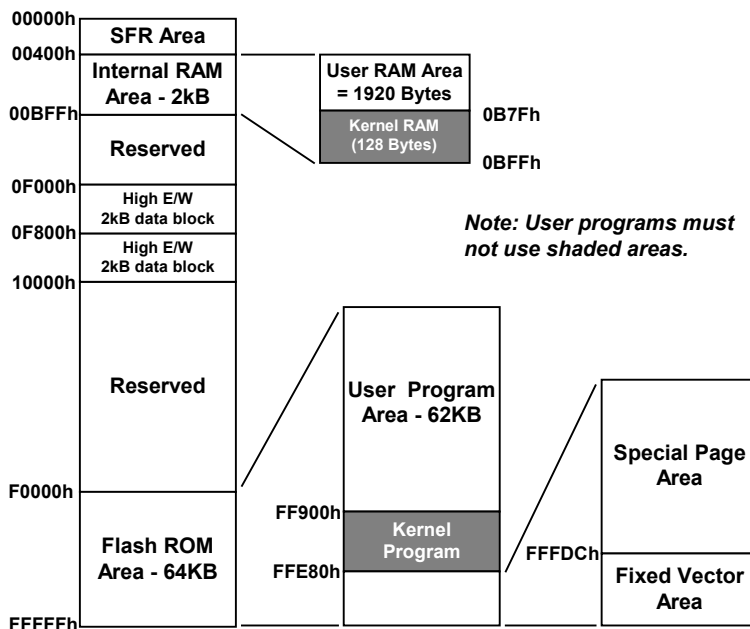 00000h
SFR Area
00400h
Internal RAM
Area - 2kB
00BFFh
Reserved
0F000h
High E/W
2kB data block
0F800h
High E/W
2kB data block
10000h
Reserved
F0000h
Flash ROM
Area - 64KB
FFFFFh
User RAM Area
= 1920 Bytes
0B7Fh
Kernel RAM
(128 Bytes)
0BFFh
Note: User programs must
not use shaded areas.
User Program
Area - 62KB
FF900h
Kernel
Program
FFE80h
Special Page
Area
FFFDCh
Fixed Vector
Area